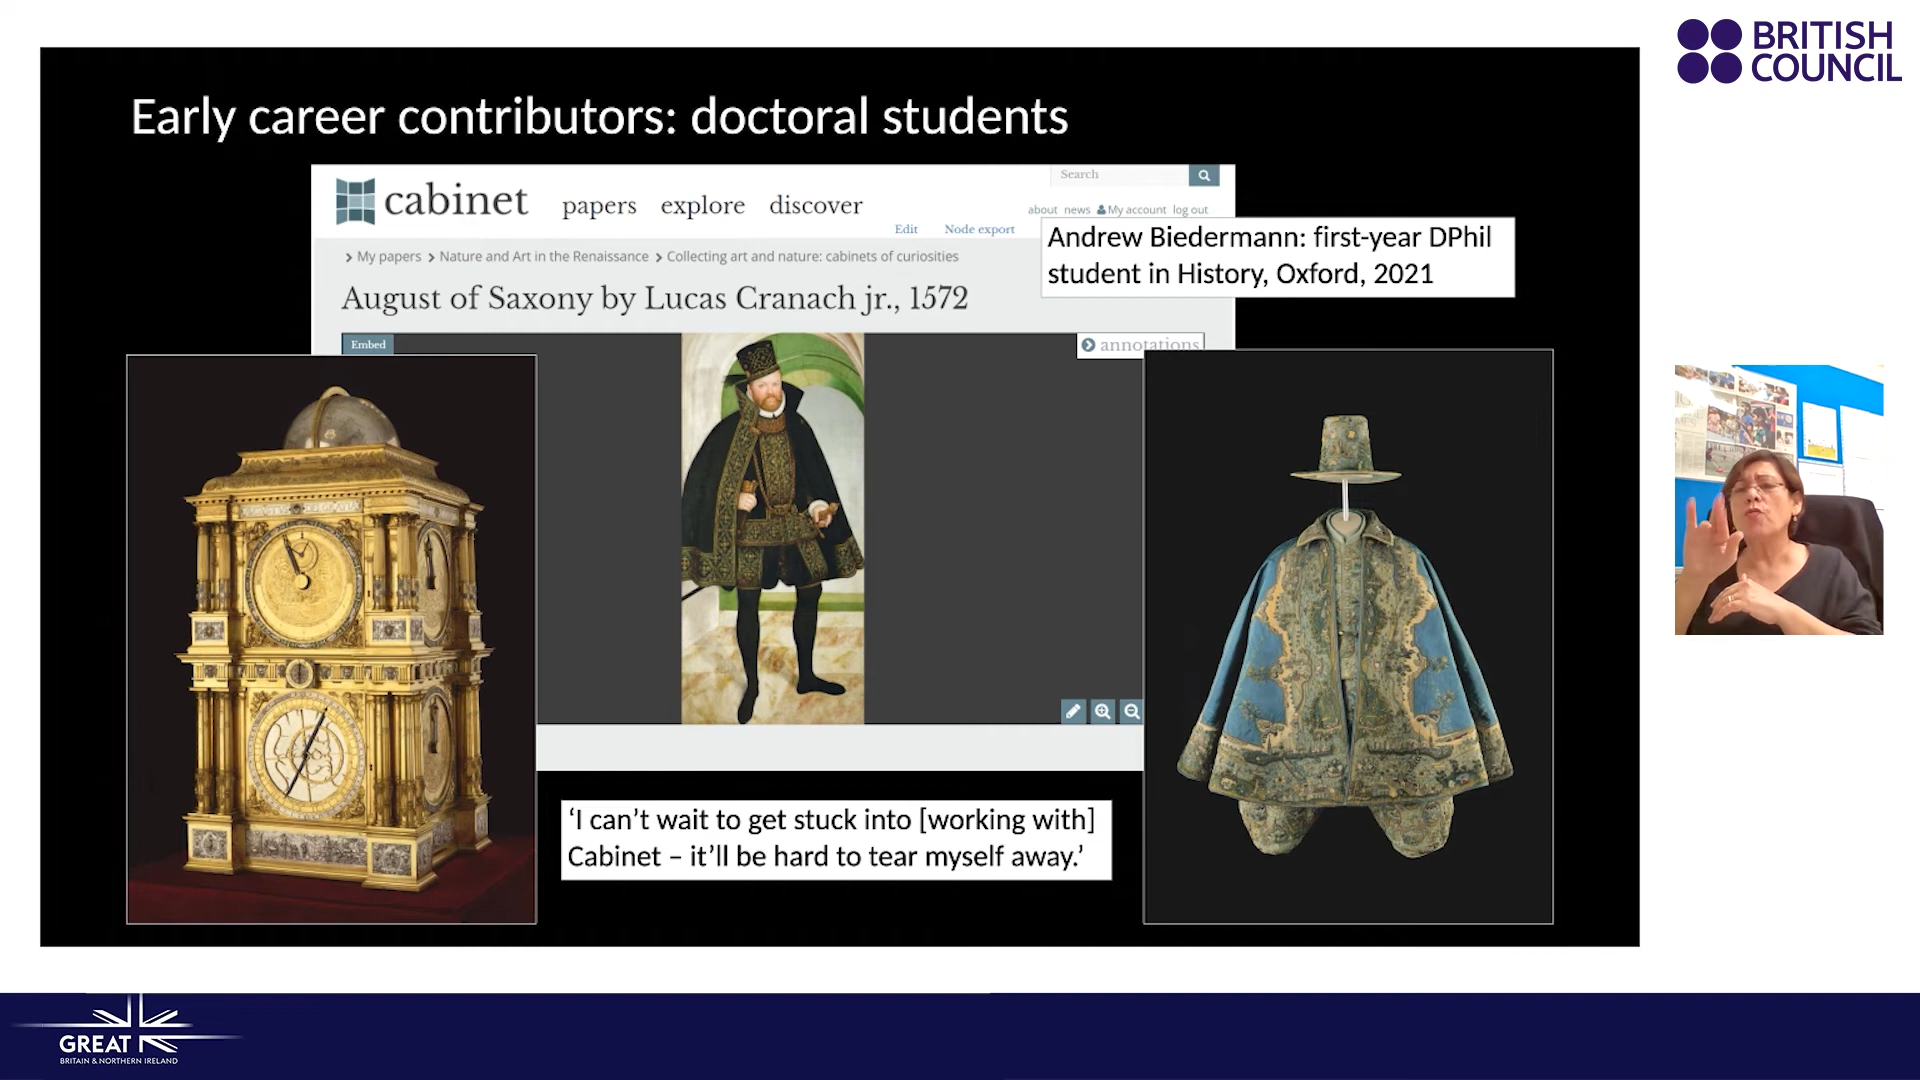 BRITISH
COUNCIL
Early career contributors: doctoral students
cabinet papers explore discover
Search
about news My account log out
Edit Node export
Andrew Biedermann: first-year DPhil
student in History, Oxford, 2021
My papers Nature and Art in the Renaissance Collecting art and nature: cabinets of curiosities
August of Saxony by Lucas Cranach jr., 1572
Embed
annotations
‘I can’t wait to get stuck into [working with]
Cabinet – it’ll be hard to tear myself away.’
GREAT
BRITAIN & NORTHERN IRELAND